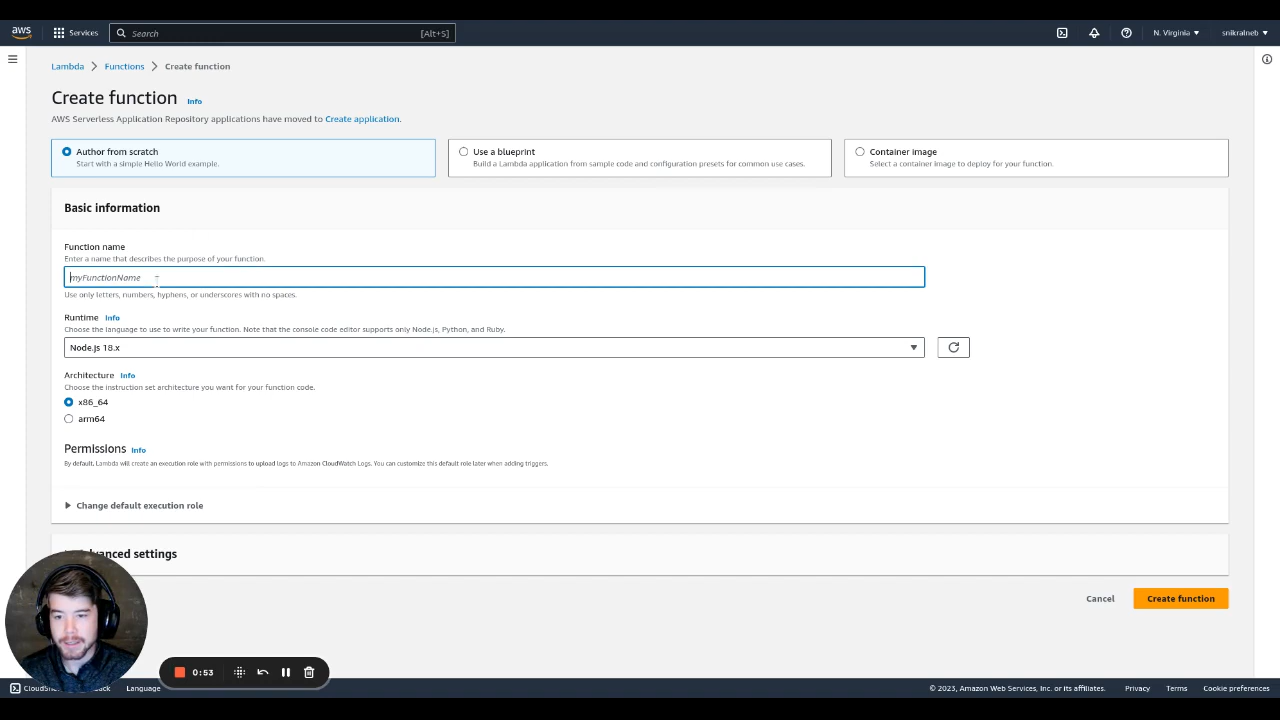 aws Services Search [Alt+S] N. Virginia ▼ snikralneb ▼
Lambda > Functions > Create function
Create function Info
AWS Serverless Application Repository applications have moved to Create application.
Author from scratch
Start with a simple Hello World example.
Use a blueprint
Build a Lambda application from sample code and configuration presets for common use cases.
Container image
Select a container image to deploy for your function.
Basic information
Function name
Enter a name that describes the purpose of your function.
myFunctionName
Use only letters, numbers, hyphens, or underscores with no spaces.
Runtime Info
Choose the language to use to write your function. Note that the console code editor supports only Node.js, Python, and Ruby.
Node.js 18.x
Architecture Info
Choose the instruction set architecture you want for your function code.
x86_64
arm64
Permissions Info
By default, Lambda will create an execution role with permissions to upload logs to Amazon CloudWatch Logs. You can customize this default role later when adding triggers.
Change default execution role
dvanced settings
Cancel Create function
0:53
CloudSh ck Language © 2023, Amazon Web Services, Inc. or its affiliates. Privacy Terms Cookie preferences